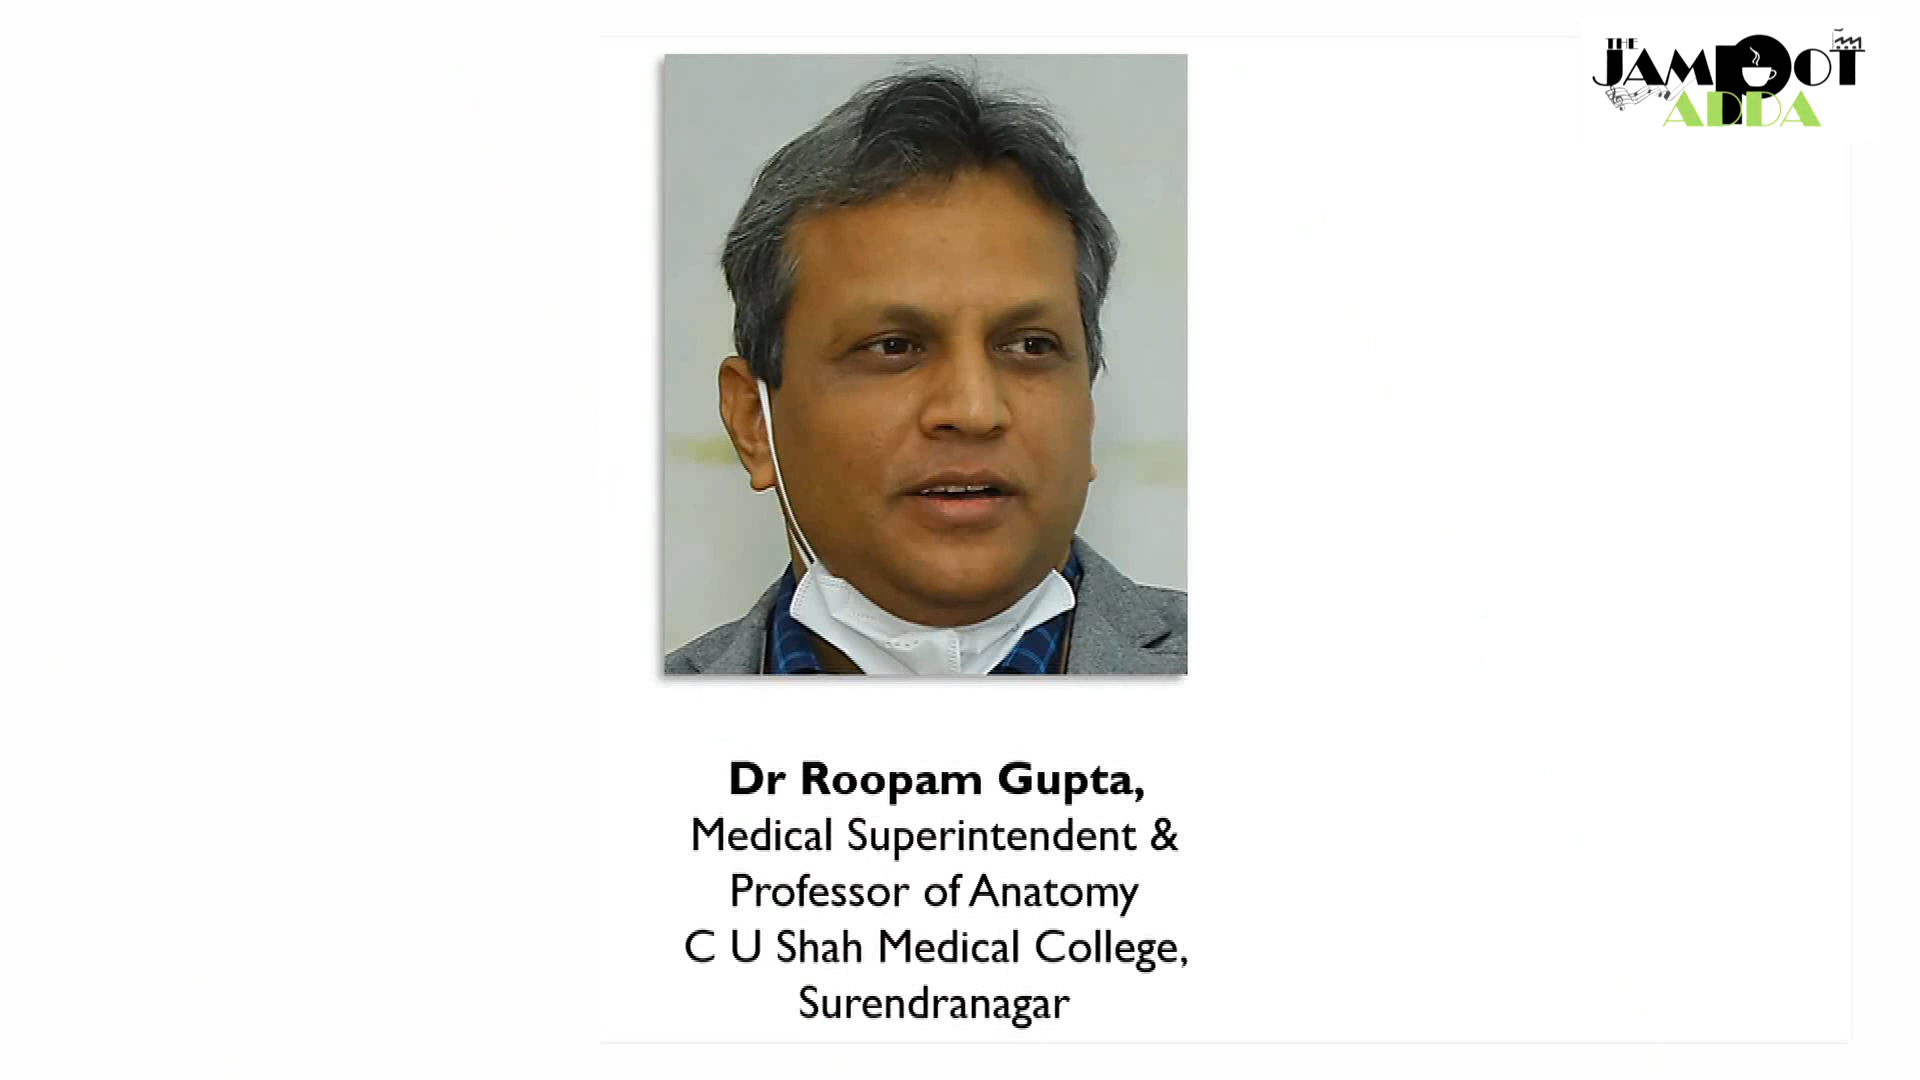 THE
JAMPOT
ADDA
Dr Roopam Gupta,
Medical Superintendent &
Professor of Anatomy
C U Shah Medical College,
Surendranagar